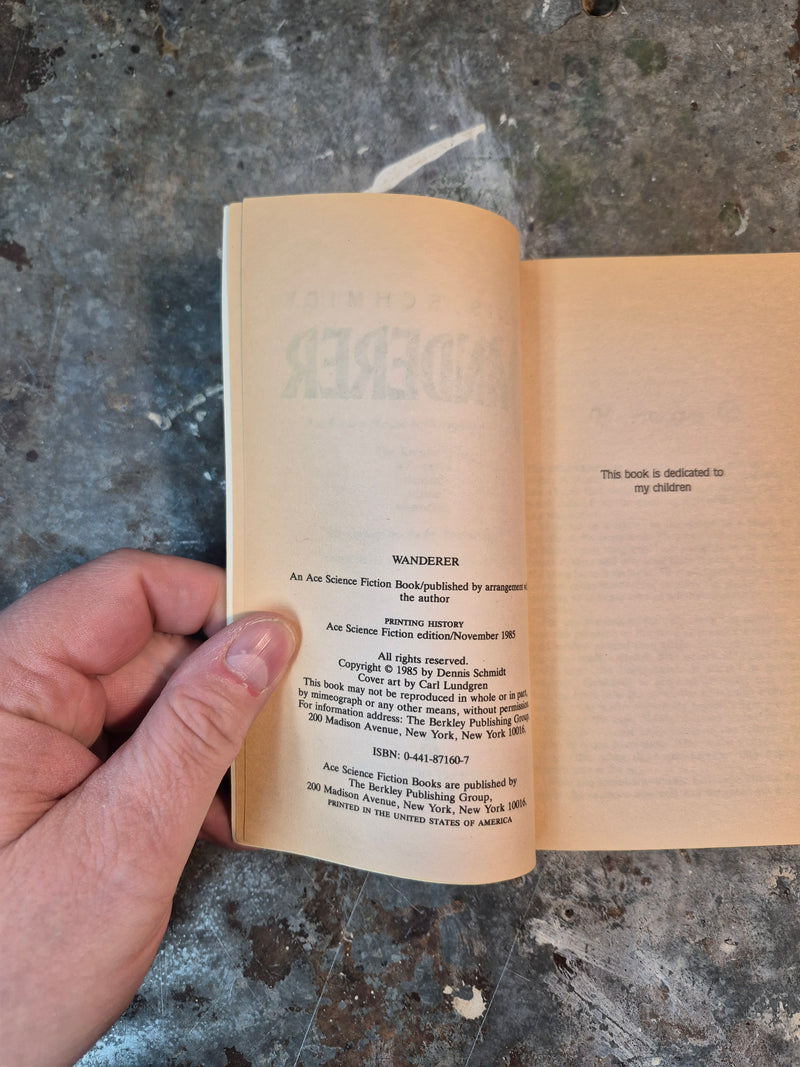 WANDERER
An Ace Science Fiction Book/published by arrangement
the author
PRINTING HISTORY
Ace Science Fiction edition/November 1985
All rights reserved.
Copyright © 1985 by Dennis Schmidt
Cover art by Carl Lundgren
This book may not be reproduced in whole or in part,
by mimeograph or any other means, without permission.
For information address: The Berkley Publishing Group,
200 Madison Avenue, New York, New York 10016.
ISBN: 0-441-87160-7
Ace Science Fiction Books are published by
The Berkley Publishing Group,
200 Madison Avenue, New York, New York 10016.
PRINTED IN THE UNITED STATES OF AMERICA
This book is dedicated to
my children